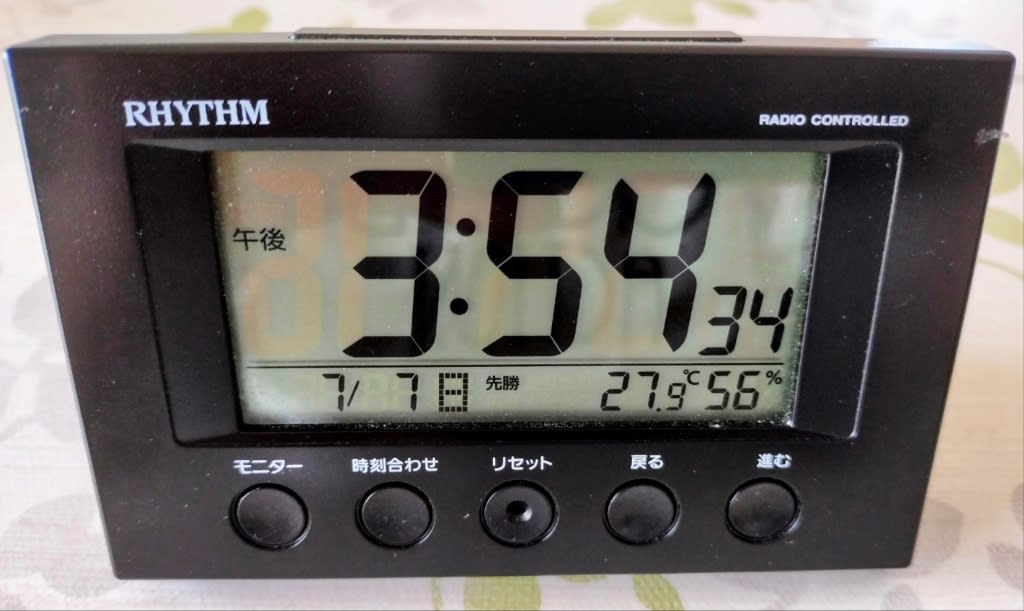 RHYTHM
RADIO CONTROLLED
午後 3:54 34
7/ 7 日 先勝 27.9℃ 56%
モニター 時刻合わせ リセット 戻る 進む